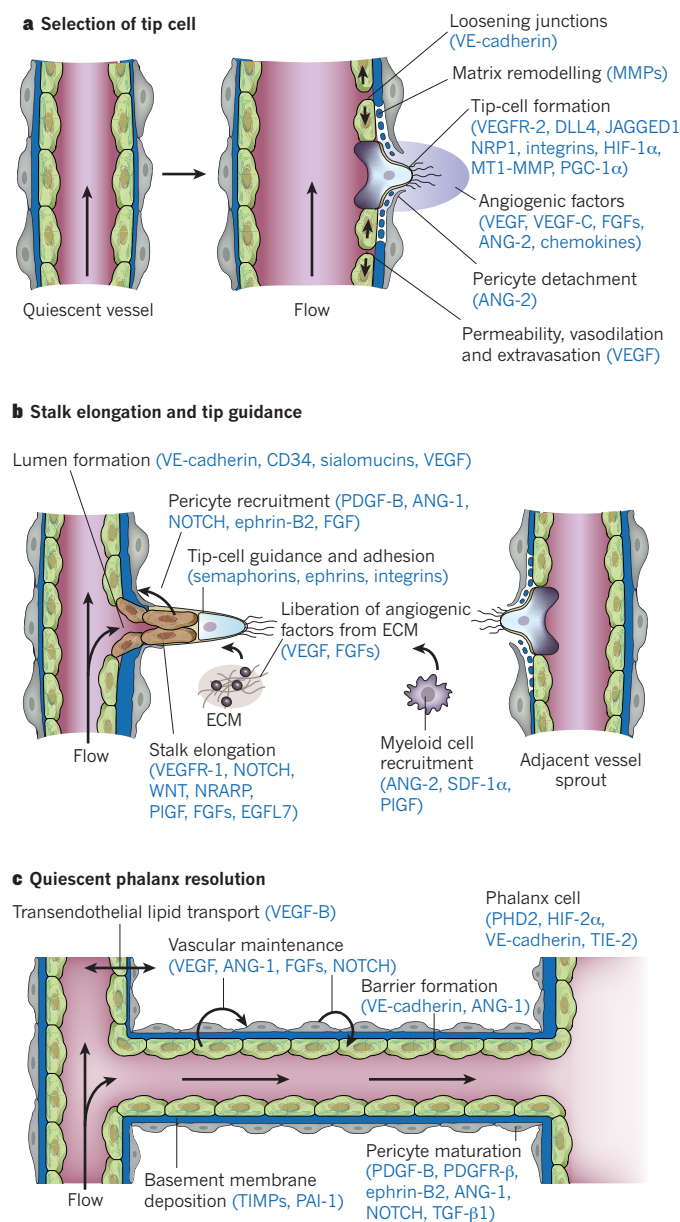 a Selection of tip cell
Loosening junctions
(VE-cadherin)
Matrix remodelling (MMPs)
Tip-cell formation
(VEGFR-2, DLL4, JAGGED1
NRP1, integrins, HIF-1α,
MT1-MMP, PGC-1α)
Angiogenic factors
(VEGF, VEGF-C, FGFs,
ANG-2, chemokines)
Pericyte detachment
(ANG-2)
Permeability, vasodilation
and extravasation (VEGF)
Quiescent vessel
Flow
b Stalk elongation and tip guidance
Lumen formation (VE-cadherin, CD34, sialomucins, VEGF)
Pericyte recruitment (PDGF-B, ANG-1,
NOTCH, ephrin-B2, FGF)
Tip-cell guidance and adhesion
(semaphorins, ephrins, integrins)
Liberation of angiogenic
factors from ECM
(VEGF, FGFs)
ECM
Flow
Stalk elongation
(VEGFR-1, NOTCH,
WNT, NRARP,
PlGF, FGFs, EGFL7)
Myeloid cell
recruitment
(ANG-2, SDF-1α,
PlGF)
Adjacent vessel
sprout
c Quiescent phalanx resolution
Transendothelial lipid transport (VEGF-B)
Vascular maintenance
(VEGF, ANG-1, FGFs, NOTCH)
Barrier formation
(VE-cadherin, ANG-1)
Phalanx cell
(PHD2, HIF-2α,
VE-cadherin, TIE-2)
Flow
Basement membrane
deposition (TIMPs, PAI-1)
Pericyte maturation
(PDGF-B, PDGFR-β,
ephrin-B2, ANG-1,
NOTCH, TGF-β1)